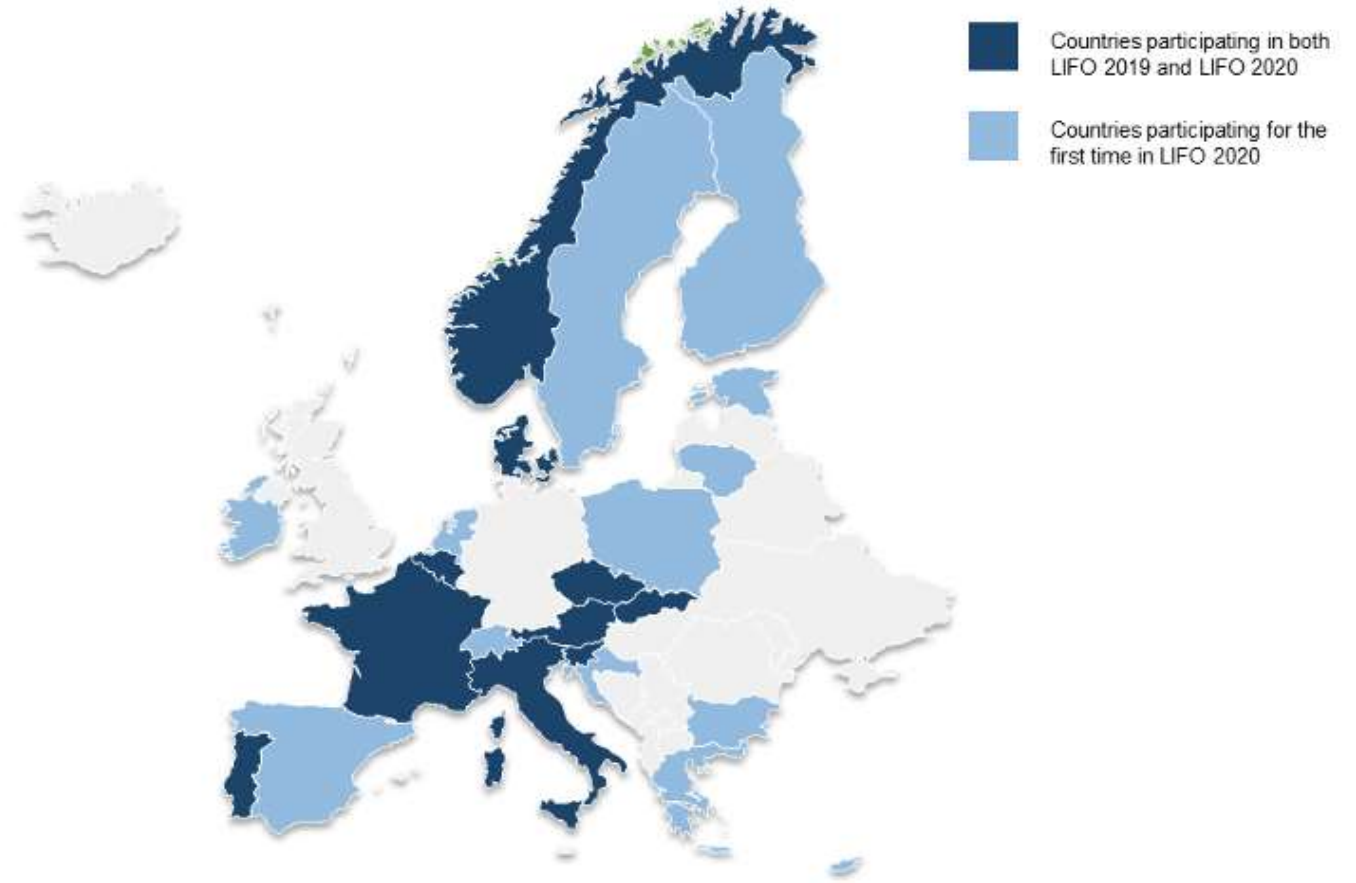 Countries participating in both
LIFO 2019 and LIFO 2020
Countries participating for the
first time in LIFO 2020